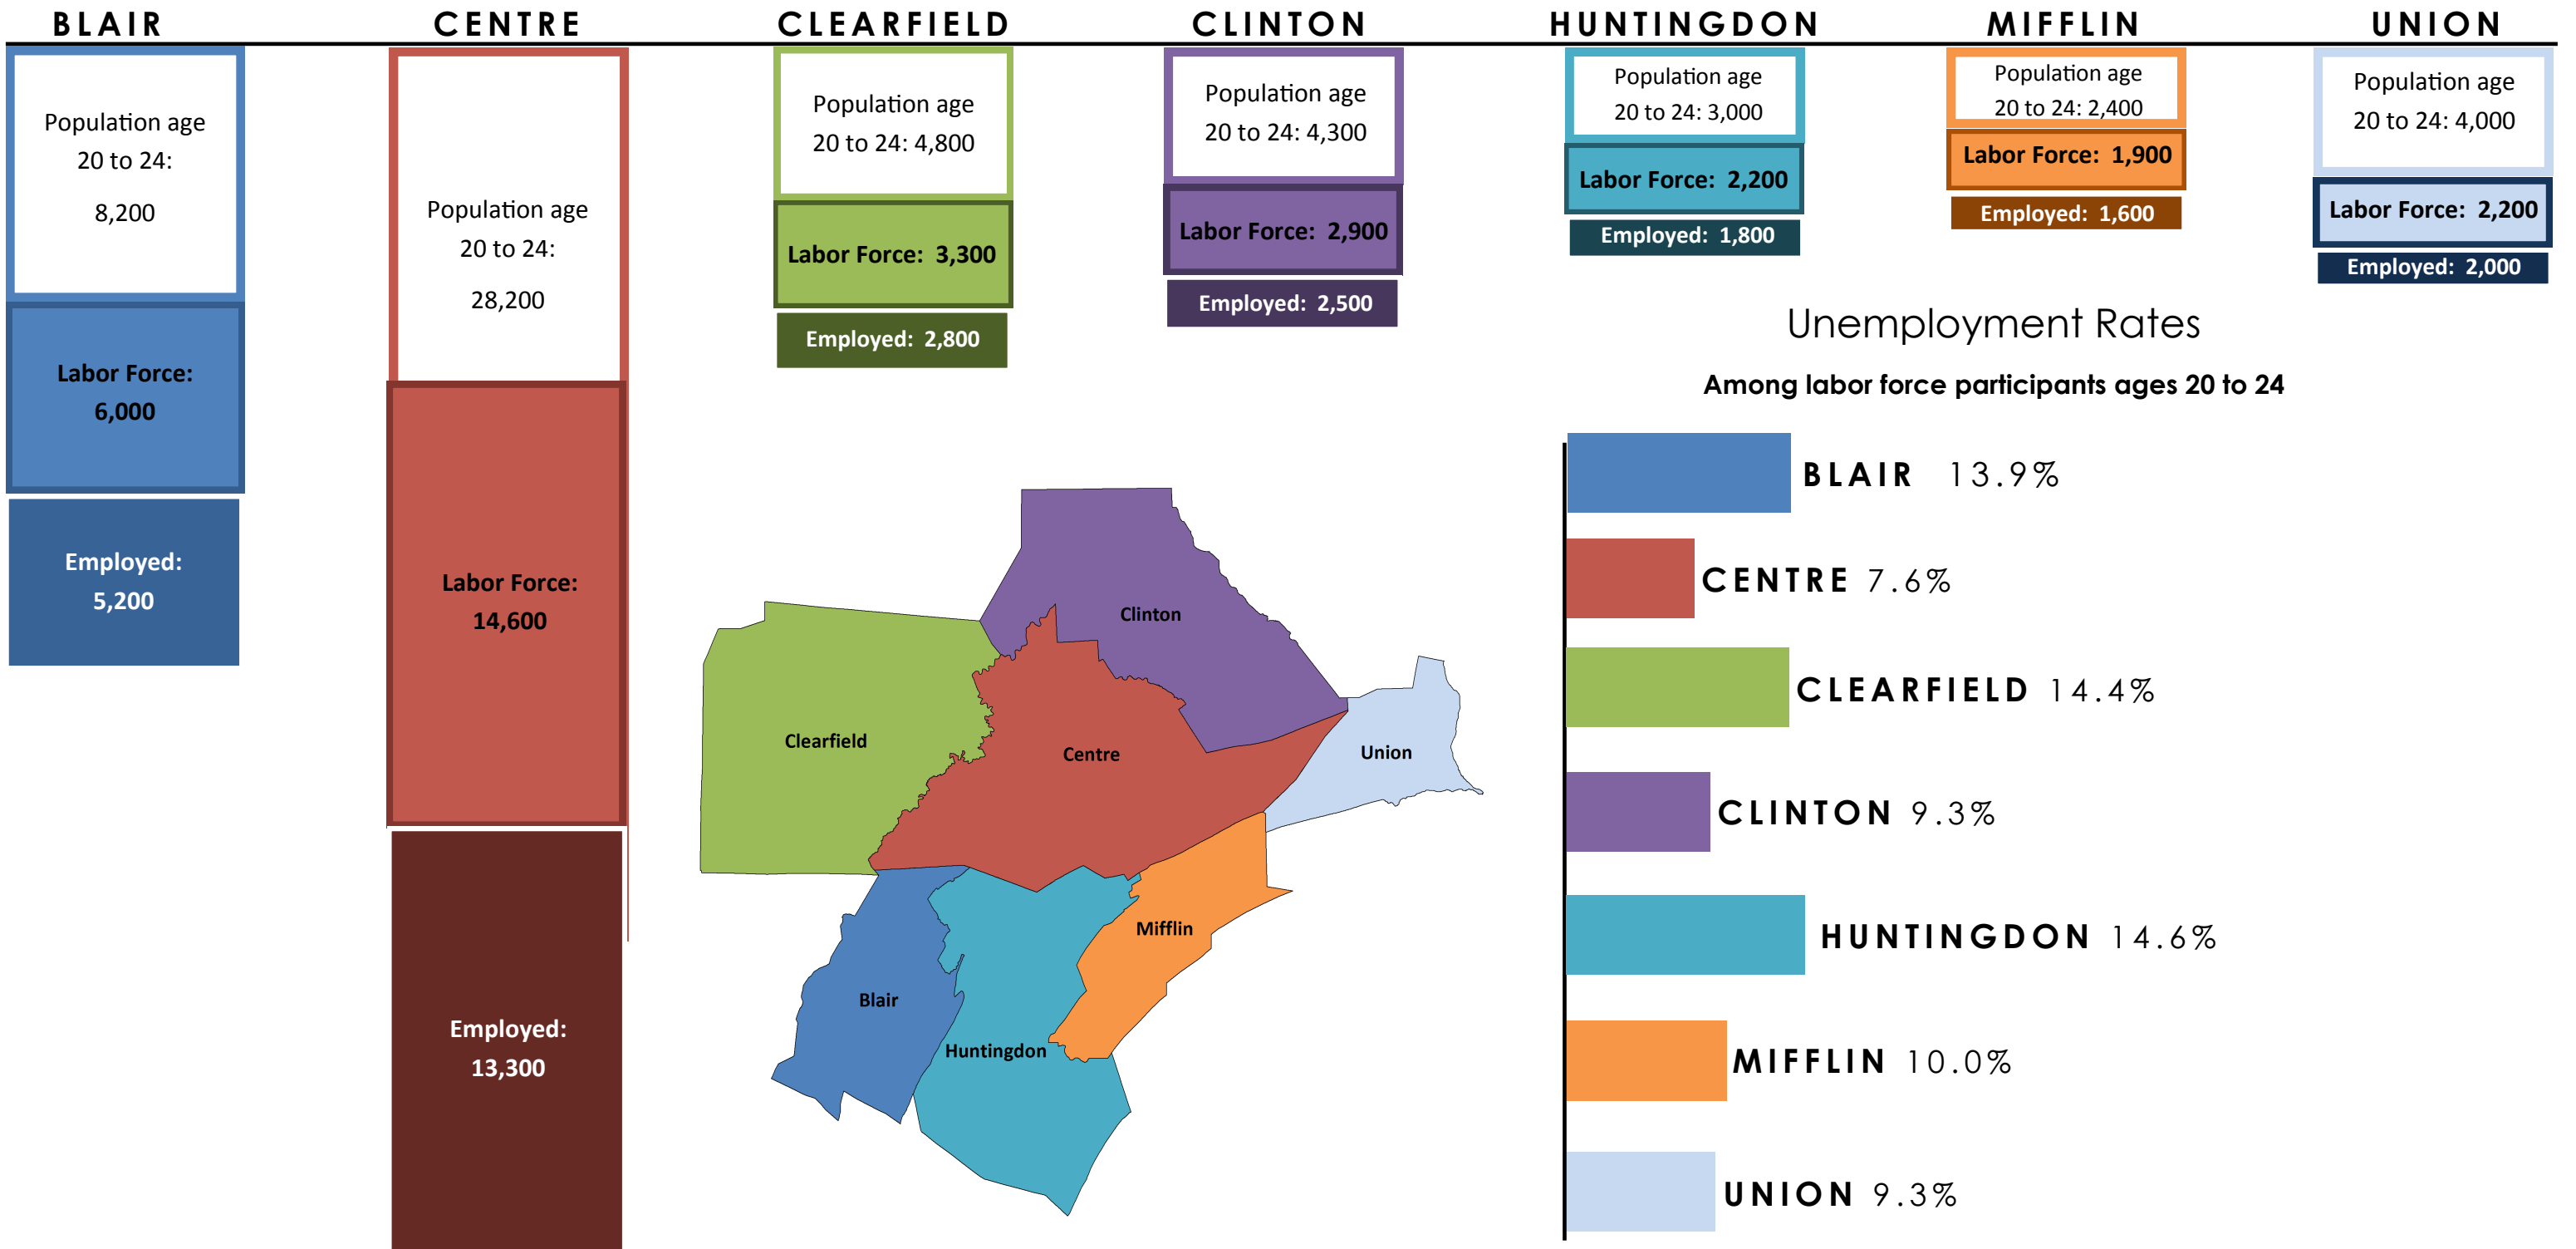 BLAIR
Population age
20 to 24:
8,200
Labor Force:
6,000
Employed:
5,200
CENTRE
Population age
20 to 24:
28,200
Labor Force:
14,600
Employed:
13,300
CLEARFIELD
Population age
20 to 24: 4,800
Labor Force: 3,300
Employed: 2,800
CLINTON
Population age
20 to 24: 4,300
Labor Force: 2,900
Employed: 2,500
HUNTINGDON
Population age
20 to 24: 3,000
Labor Force: 2,200
Employed: 1,800
MIFFLIN
Population age
20 to 24: 2,400
Labor Force: 1,900
Employed: 1,600
UNION
Population age
20 to 24: 4,000
Labor Force: 2,200
Employed: 2,000
Clinton
Clearfield
Centre
Union
Mifflin
Blair
Huntingdon
Unemployment Rates
Among labor force participants ages 20 to 24
BLAIR 13.9%
CENTRE 7.6%
CLEARFIELD 14.4%
CLINTON 9.3%
HUNTINGDON 14.6%
MIFFLIN 10.0%
UNION 9.3%